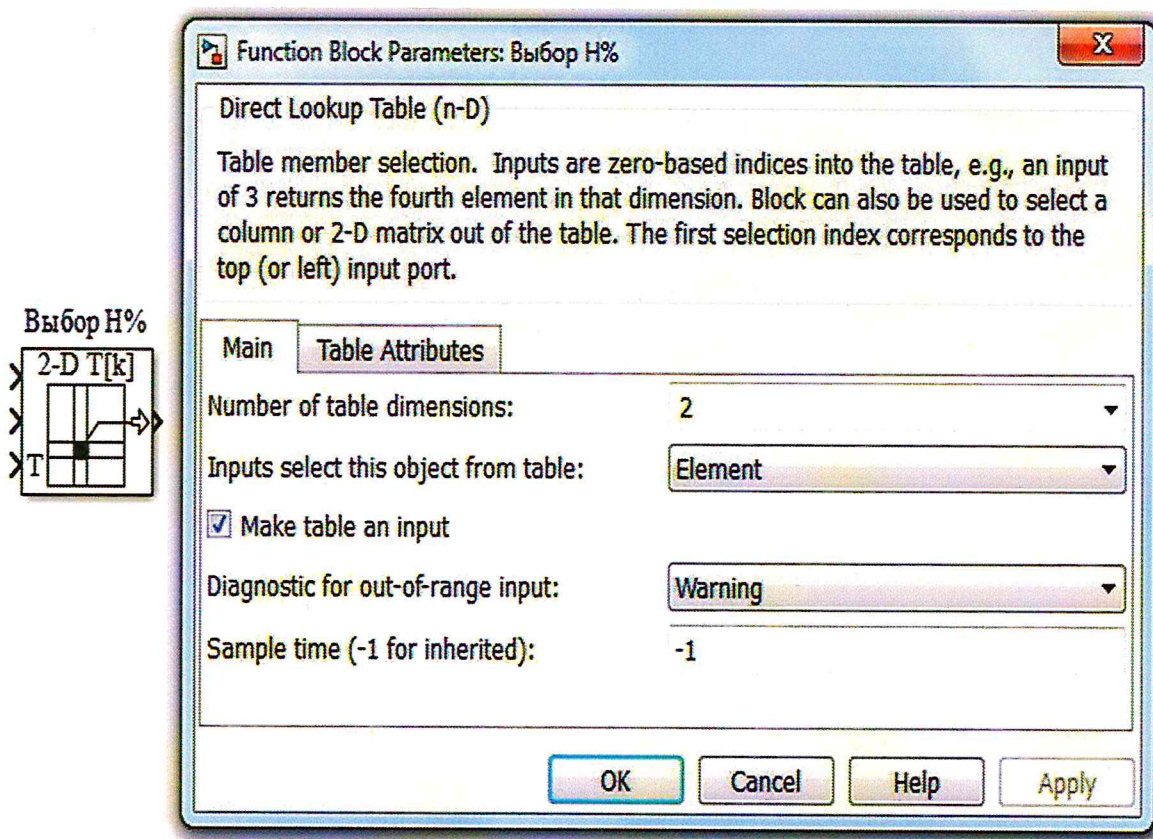 Function Block Parameters: Выбор H%
X
Direct Lookup Table (n-D)
Table member selection. Inputs are zero-based indices into the table, e.g., an input
of 3 returns the fourth element in that dimension. Block can also be used to select a
column or 2-D matrix out of the table. The first selection index corresponds to the
top (or left) input port.
Выбор H%
2-D T[k]
T
Main
Table Attributes
Number of table dimensions:
2
Inputs select this object from table:
Element
Make table an input
Diagnostic for out-of-range input:
Warning
Sample time (-1 for inherited):
-1
OK
Cancel
Help
Apply